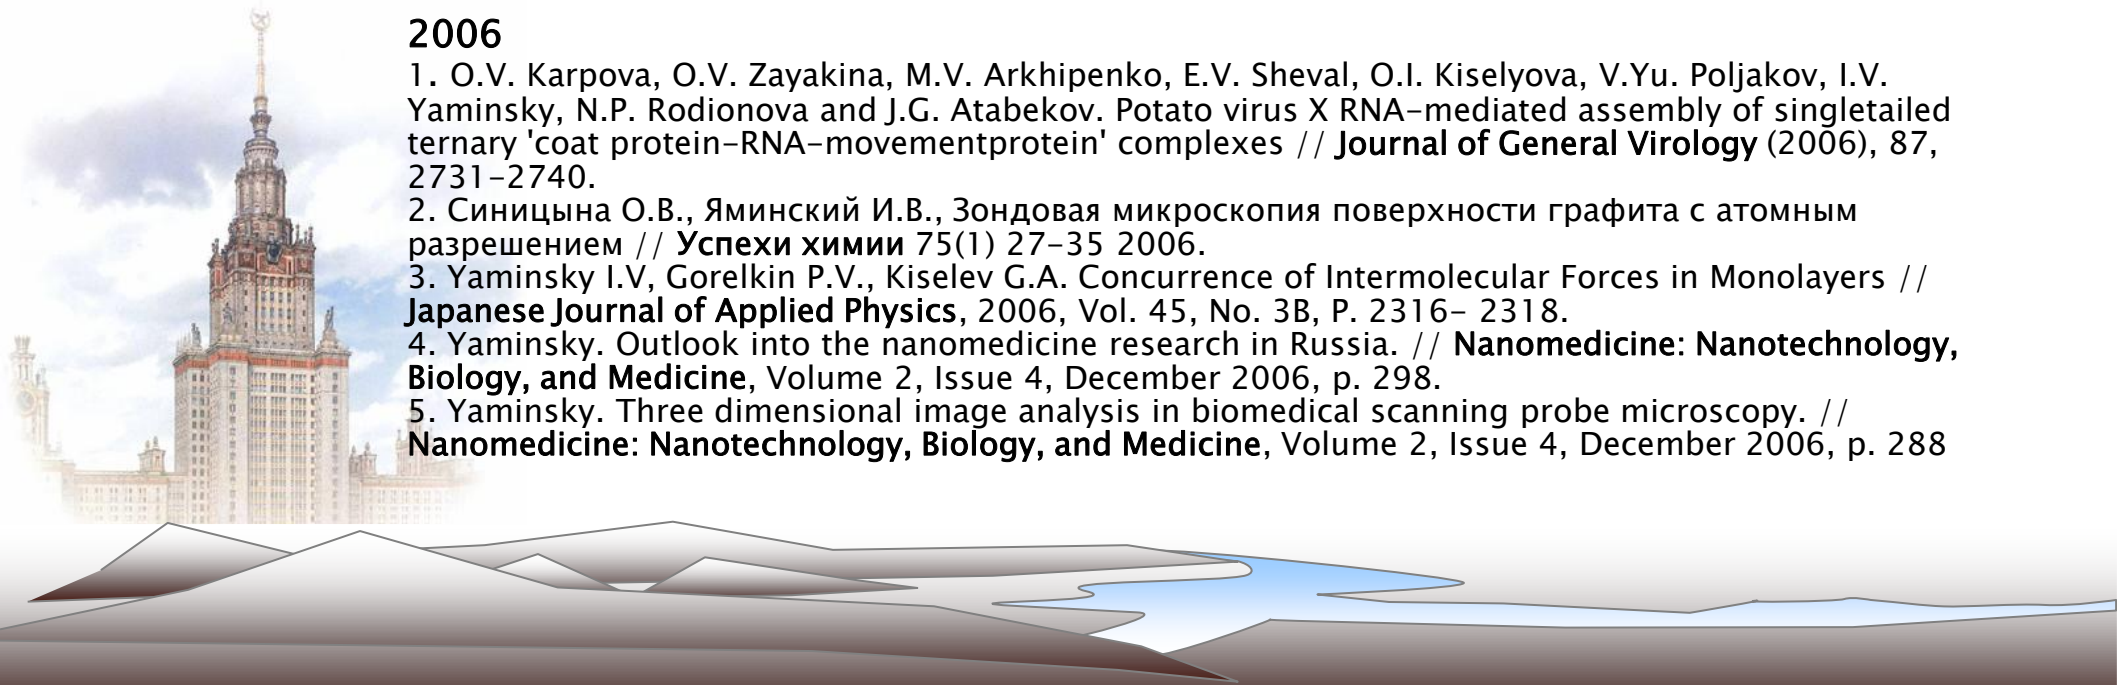 2006
1. O.V. Karpova, O.V. Zayakina, M.V. Arkhipenko, E.V. Sheval, O.I. Kiselyova, V.Yu. Poljakov, I.V.
Yaminsky, N.P. Rodionova and J.G. Atabekov. Potato virus X RNA-mediated assembly of singletailed
ternary 'coat protein-RNA-movementprotein' complexes // Journal of General Virology (2006), 87,
2731-2740.
2. Синицына О.В., Яминский И.В., Зондовая микроскопия поверхности графита с атомным
разрешением // Успехи химии 75(1) 27-35 2006.
3. Yaminsky I.V, Gorelkin P.V., Kiselev G.A. Concurrence of Intermolecular Forces in Monolayers //
Japanese Journal of Applied Physics, 2006, Vol. 45, No. 3B, P. 2316- 2318.
4. Yaminsky. Outlook into the nanomedicine research in Russia. // Nanomedicine: Nanotechnology,
Biology, and Medicine, Volume 2, Issue 4, December 2006, p. 298.
5. Yaminsky. Three dimensional image analysis in biomedical scanning probe microscopy. //
Nanomedicine: Nanotechnology, Biology, and Medicine, Volume 2, Issue 4, December 2006, p. 288